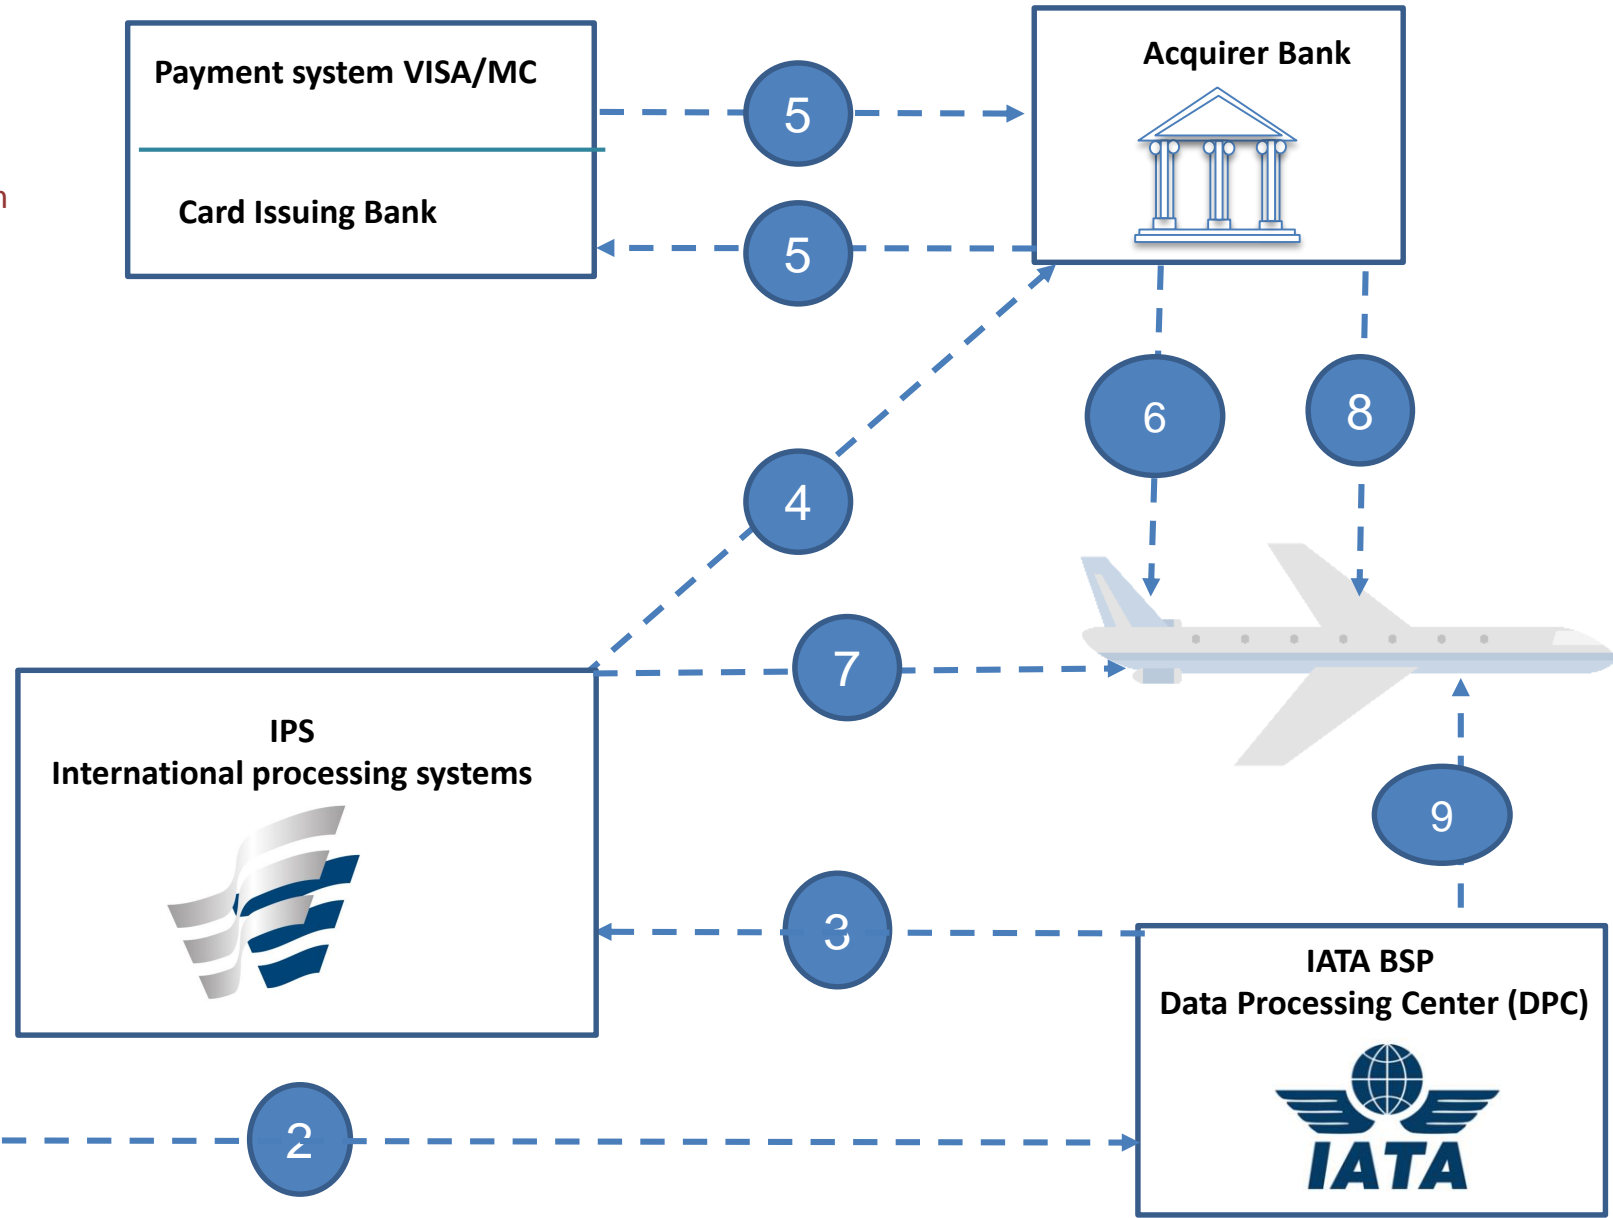 Payment system VISA/MC
Card Issuing Bank
5
5
Acquirer Bank
6
8
4
7
IPS
International processing systems
9
3
IATA BSP
Data Processing Center (DPC)
IATA
2